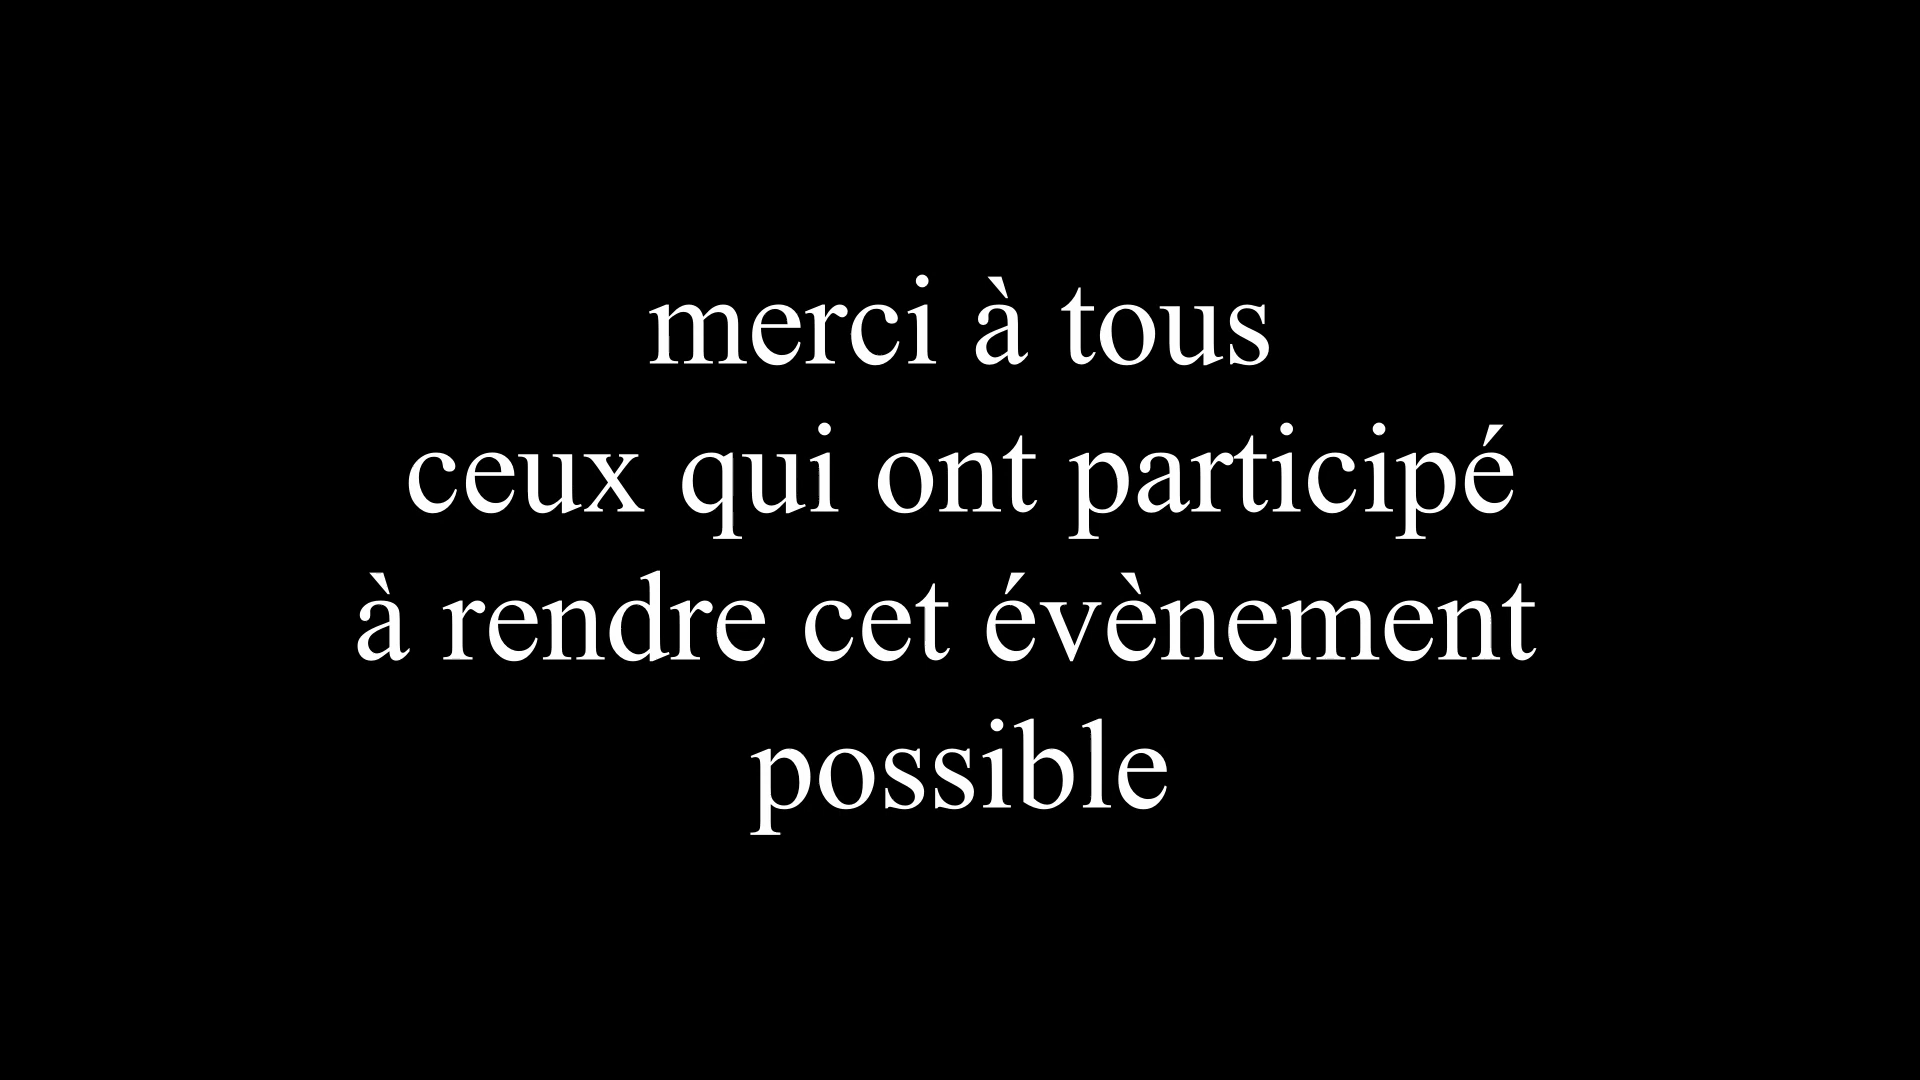 merci à tous
ceux qui ont participé
à rendre cet évènement
possible